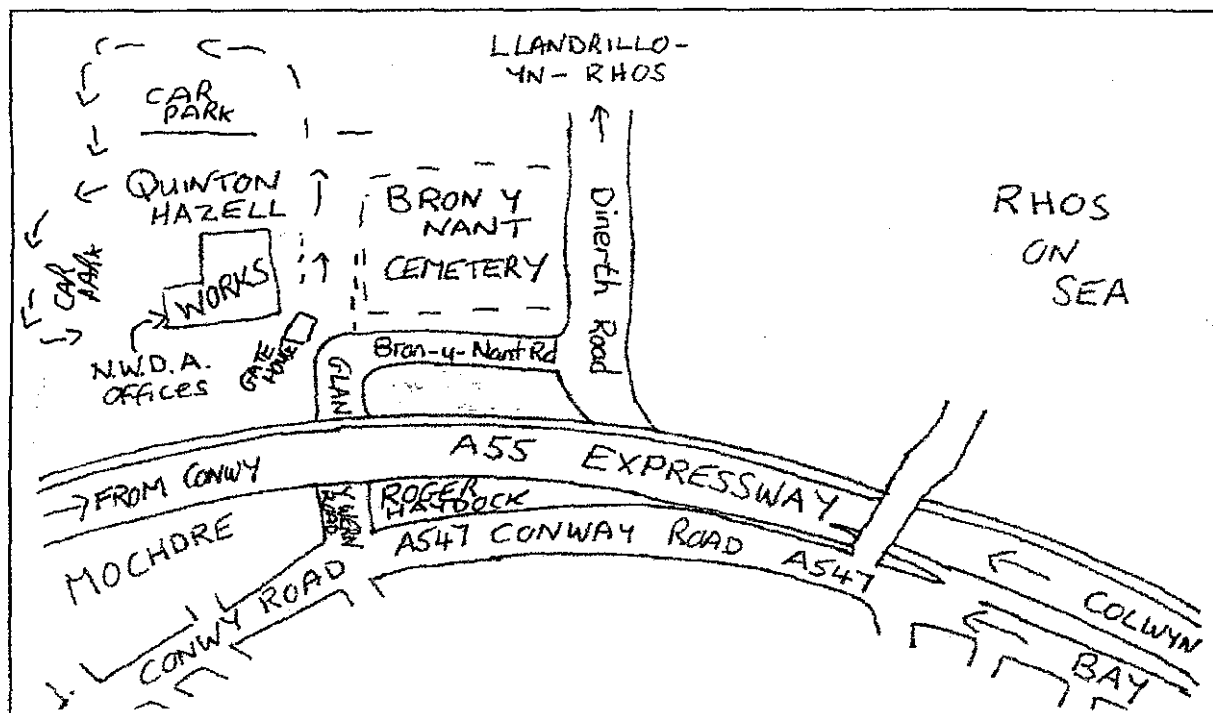 LLANDRILLO-
YN-RHOS
CAR
PARK
QUINTON
HAZELL
BRON Y
NANT
CEMETERY
Dinerth Road
RHOS
ON
SEA
CAR
PARK
WORKS
N.W.D.A.
OFFICES
GATE
HOUSE
GLAN
Bron-y-Nant Rd
A55 EXPRESSWAY
FROM CONWY
Y WERN
ROAD
ROGER
HAYDOCK
MOCHDRE
A547 CONWAY ROAD A547
CONWY ROAD
COLWYN
BAY